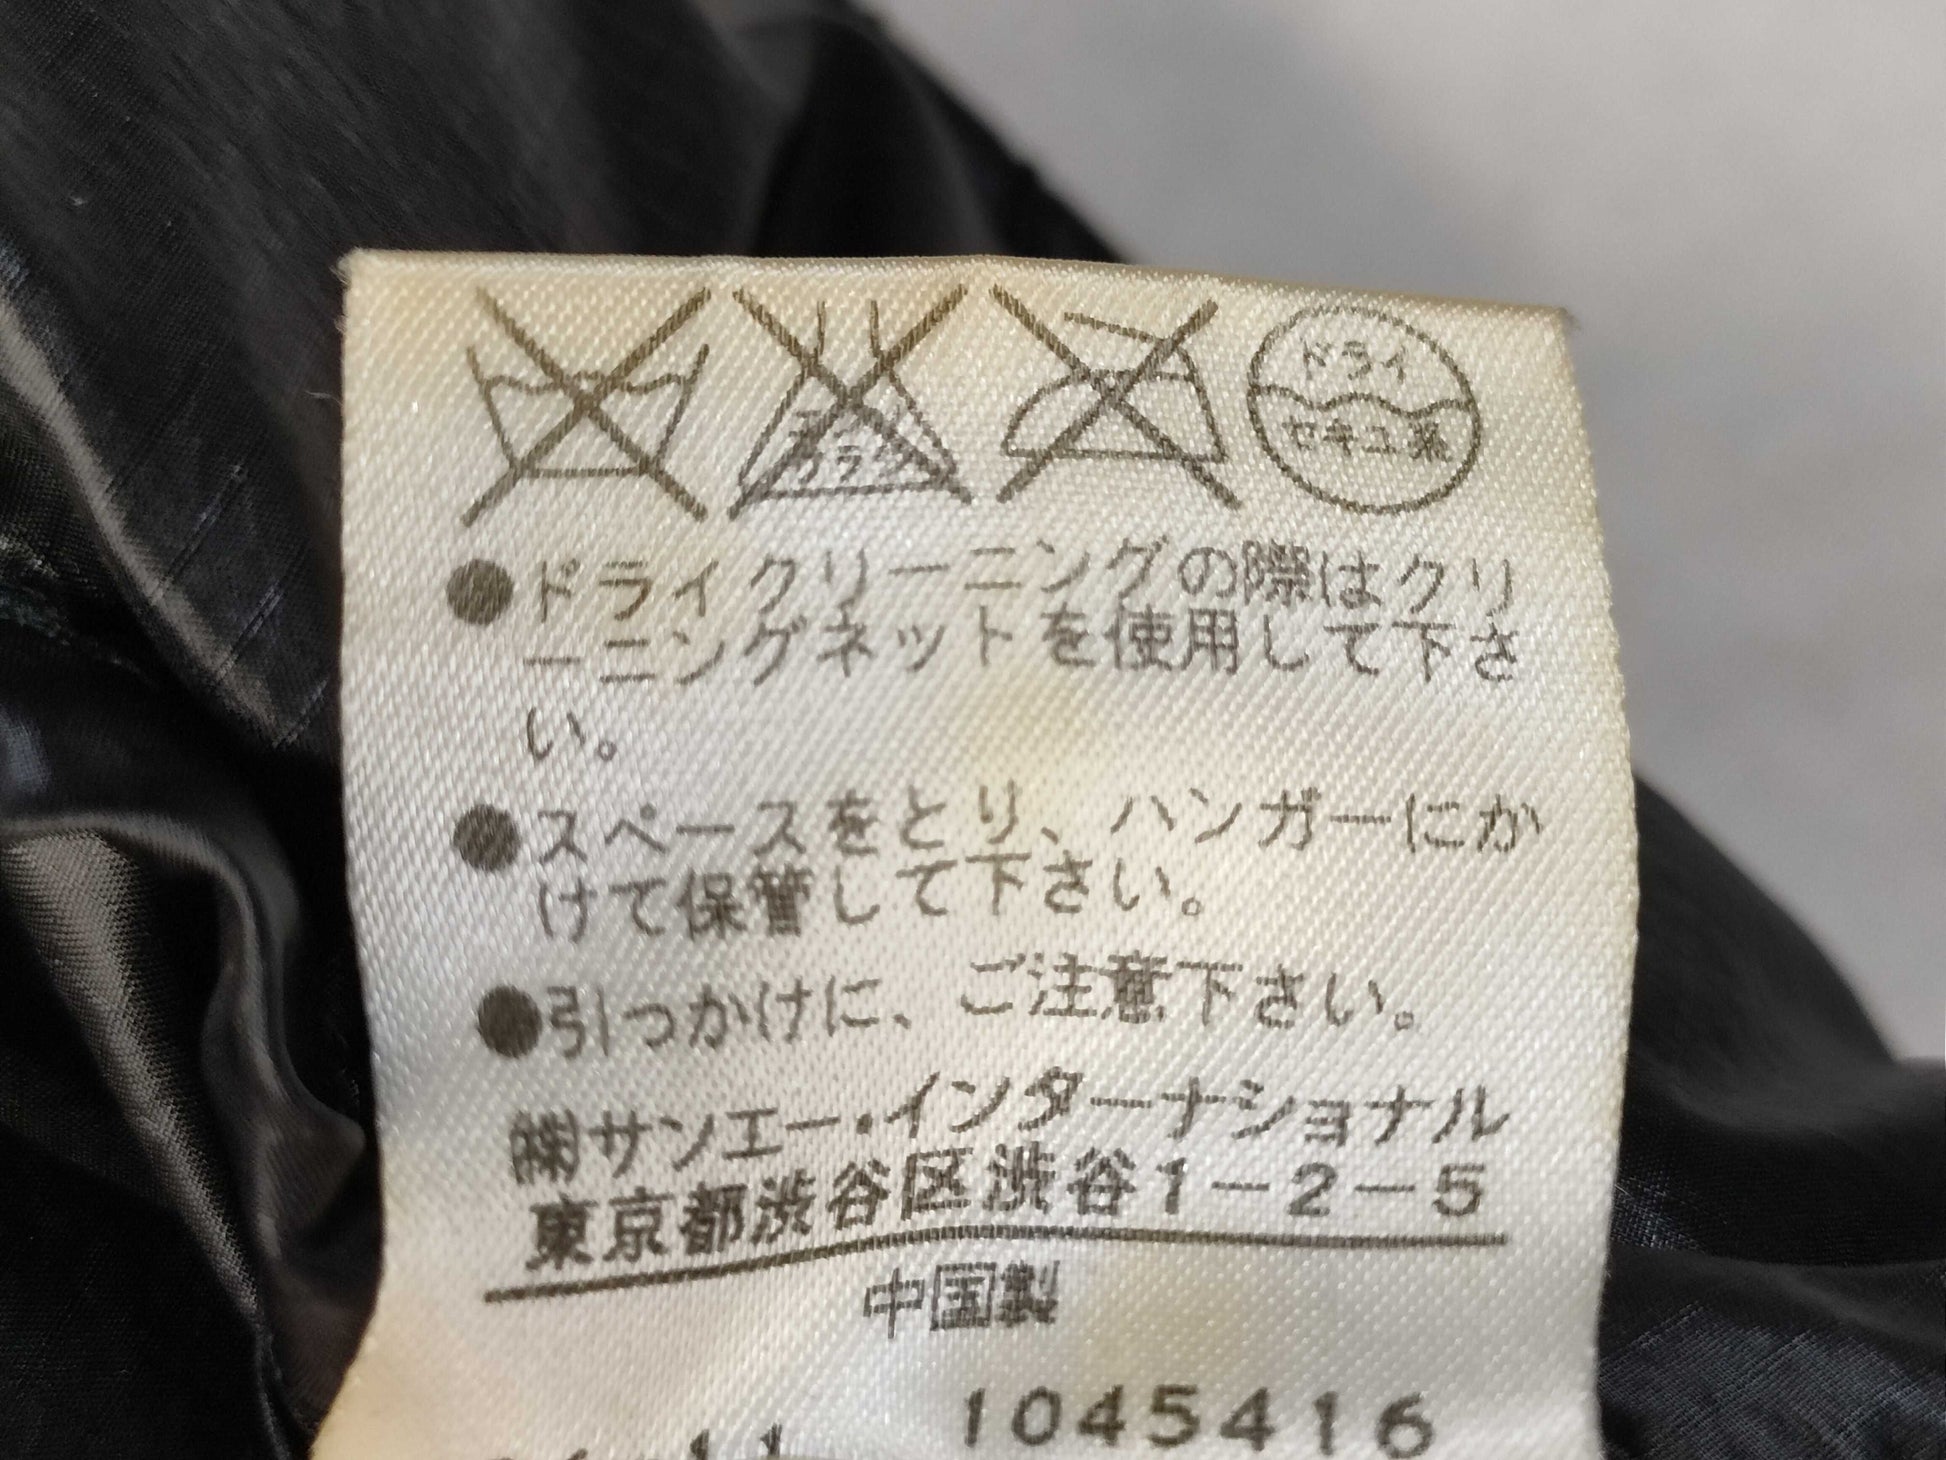 ドライ
セキユ系
●ドライクリーニングの際はクリ
ーニングネットを使用して下さ
い。
●スペースをとり、ハンガーにか
けて保管して下さい。
●引っかけに、ご注意下さい。
㈱サンエー・インターナショナル
東京都渋谷区渋谷1-2-5
中国製
1045416